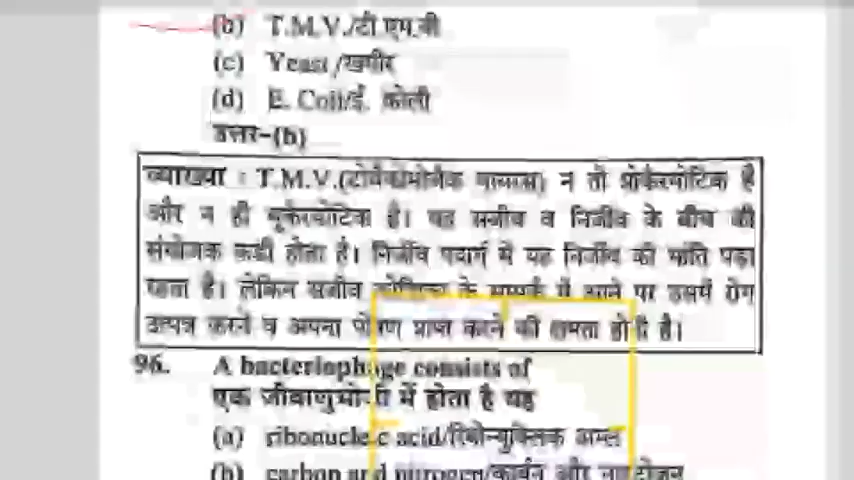 (b) T.M.V./टी एम.वी
(c) Yeast /खमीर
(d) E. Coli/ई. कोली
उत्तर-(b)
व्याख्या : T.M.V.(टोबैकोमोजैक वायरस) न तो प्रोकैरयोटिक है
और न ही यूकेरयोटिक है। यह सजीव व निर्जीव के बीच की
संयोजक कड़ी होता है। निर्जीव पदार्थ में यह निर्जीव की भांति पड़ा
रहता है। लेकिन सजीव कोशिका के सम्पर्क में आने पर उसमें रोग
उत्पन्न करने व अपना पोषण प्राप्त करने की क्षमता होती है।
96. A bacteriophage consists of
एक जीवाणुभोजी में होता है यह
(a) ribonucleic acid/रिबोन्युक्लिक अम्ल
(b) carbon and nitrogen/कार्बन और नाइट्रोजन